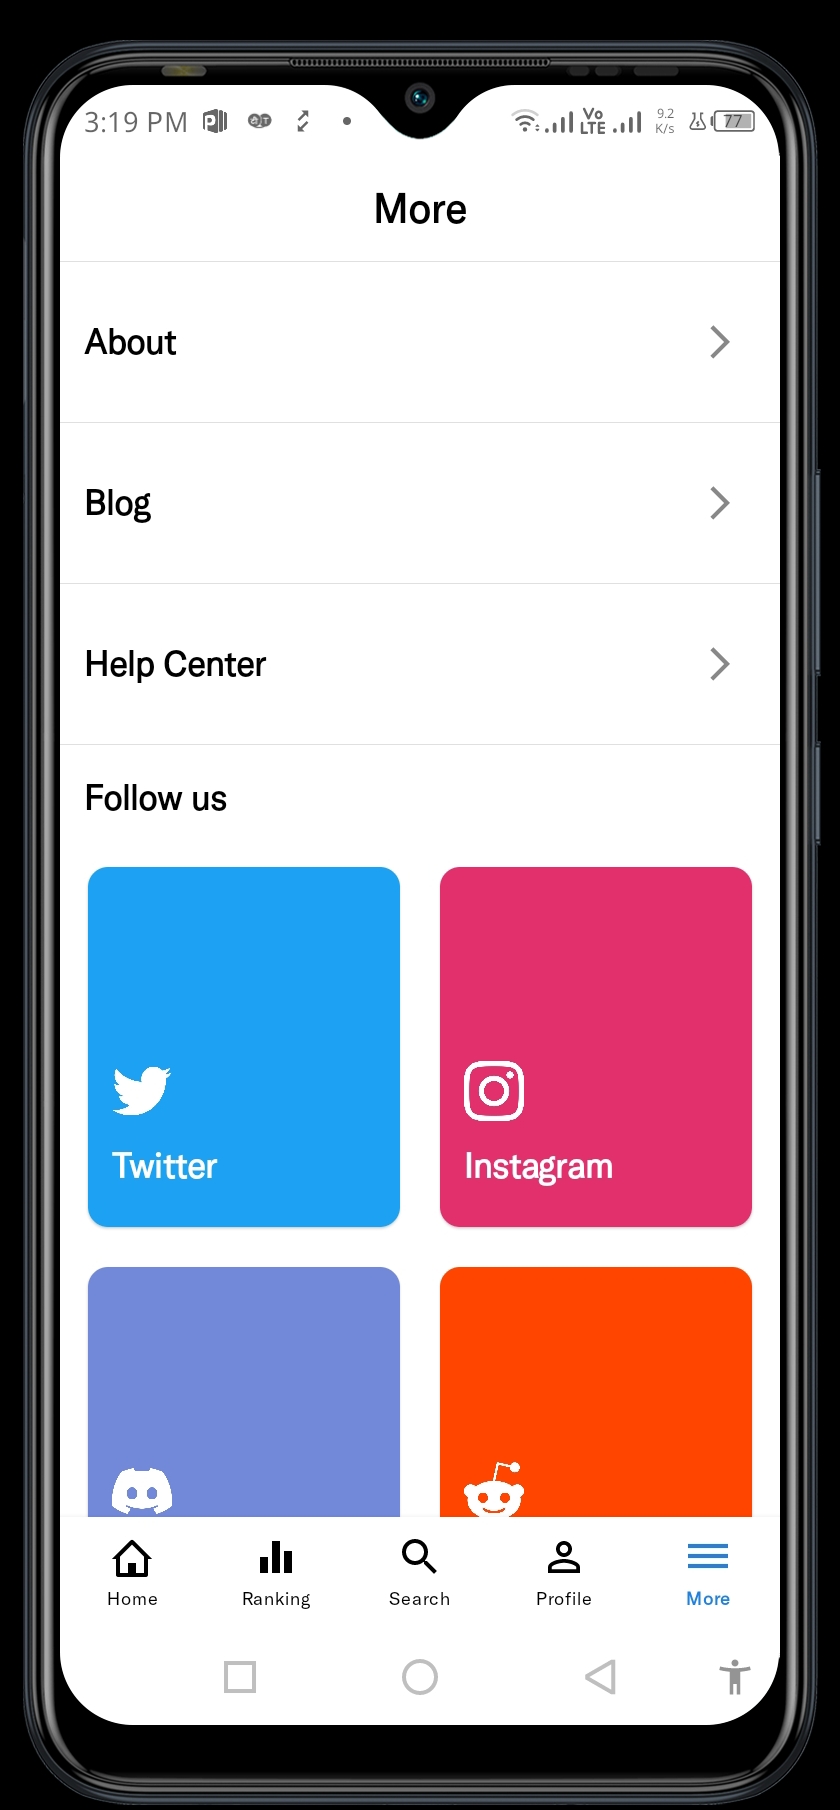 3:19 PM
Vo
LTE
9.2
K/s
77
More
About
Blog
Help Center
Follow us
Twitter
Instagram
Home
Ranking
Search
Profile
More